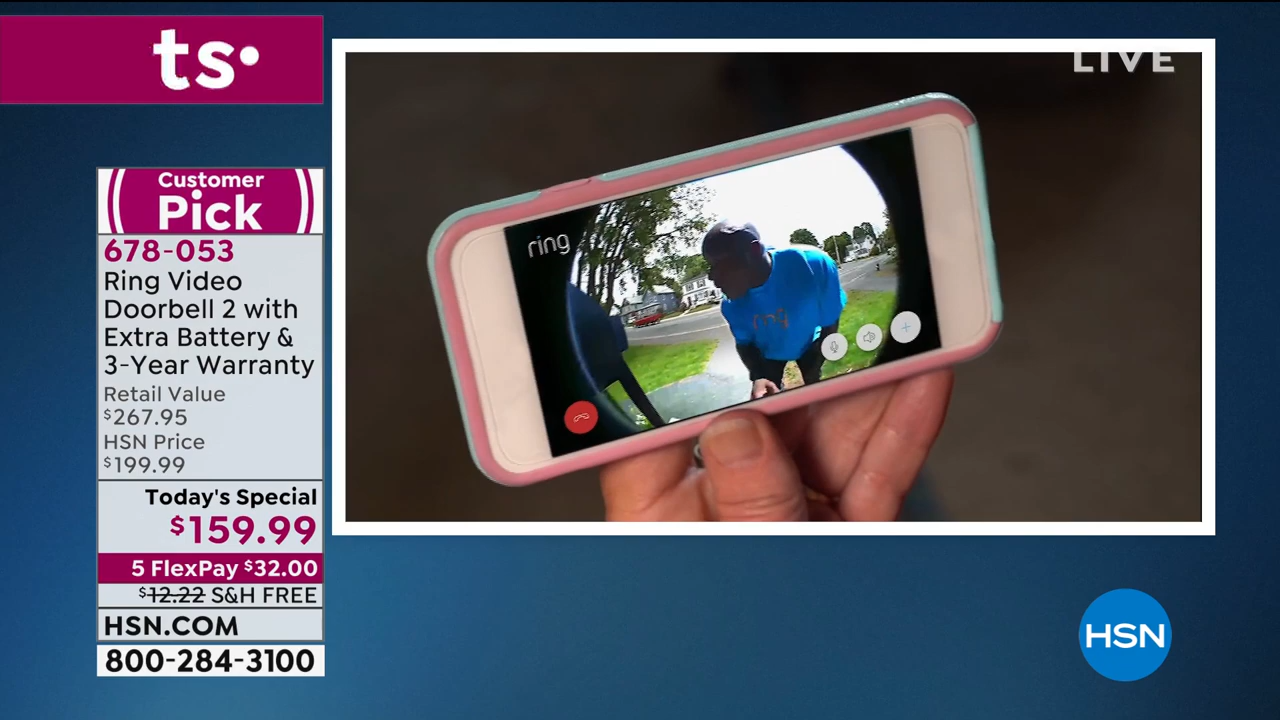 ts.
LIVE
Customer
Pick
678-053
Ring Video
Doorbell 2 with
Extra Battery &
3-Year Warranty
Retail Value
$267.95
HSN Price
$199.99
Today's Special
$159.99
5 FlexPay $32.00
$12.22 S&H FREE
HSN.COM
800-284-3100
ring
ring
HSN